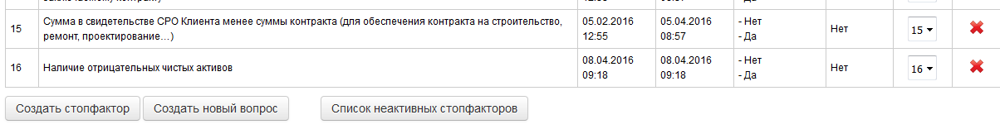 15 Сумма в свидетельстве СРО Клиента менее суммы контракта (для обеспечения контракта на строительство, 05.02.2016 05.04.2016 - Нет Нет 15
ремонт, проектирование…) 12:55 08:57 - Да
16 Наличие отрицательных чистых активов 08.04.2016 08.04.2016 - Нет Нет 16
09:18 09:18 - Да
Создать стопфактор Создать новый вопрос Список неактивных стопфакторов